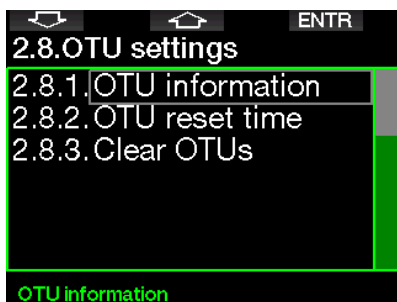 ENTR
2.8.OTU settings
2.8.1.OTU information
2.8.2.OTU reset time
2.8.3.Clear OTUs
OTU information